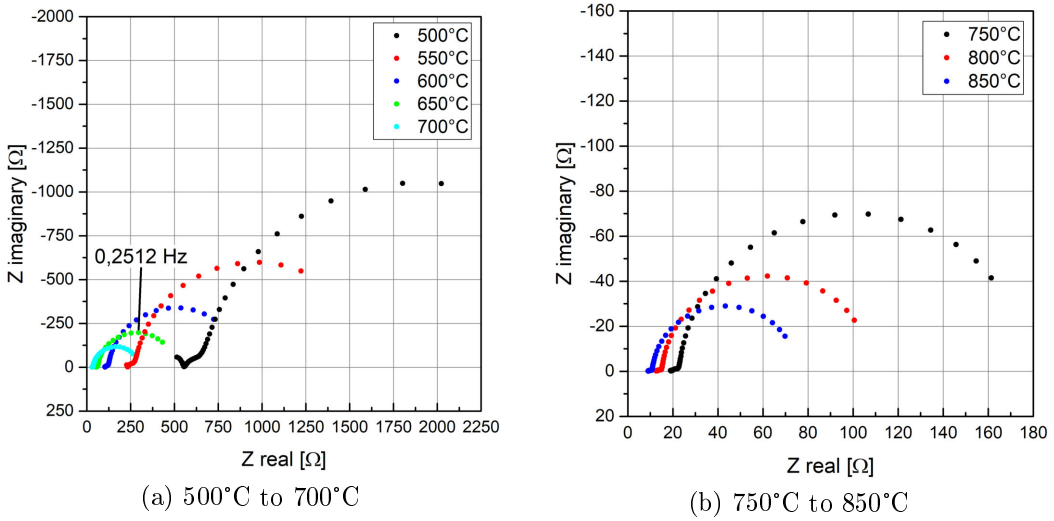 -2000
-1750
-1500
-1250
-1000
-750
-500
-250
0
250
Z imaginary [Ω]
500°C
550°C
600°C
650°C
700°C
0,2512 Hz
0 250 500 750 1000 1250 1500 1750 2000 2250
Z real [Ω]
(a) 500°C to 700°C
-160
-140
-120
-100
-80
-60
-40
-20
0
20
Z imaginary [Ω]
750°C
800°C
850°C
0 20 40 60 80 100 120 140 160 180
Z real [Ω]
(b) 750°C to 850°C